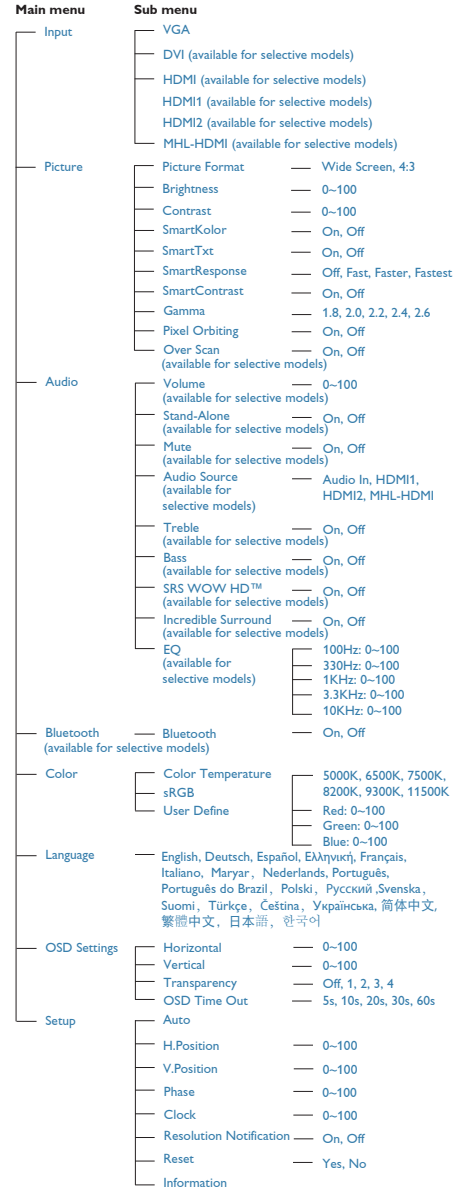 Main menu Sub menu
Input VGA
DVI (available for selective models)
HDMI (available for selective models)
HDMI1 (available for selective models)
HDMI2 (available for selective models)
MHL-HDMI (available for selective models)
Picture Picture Format Wide Screen, 4:3
Brightness 0~100
Contrast 0~100
SmartKolor On, Off
SmartTxt On, Off
SmartResponse Off, Fast, Faster, Fastest
SmartContrast On, Off
Gamma 1.8, 2.0, 2.2, 2.4, 2.6
Pixel Orbiting On, Off
Over Scan On, Off
(available for selective models)
Audio Volume 0~100
(available for selective models)
Stand-Alone On, Off
(available for selective models)
Mute On, Off
(available for selective models)
Audio Source Audio In, HDMI1,
(available for HDMI2, MHL-HDMI
selective models)
Treble On, Off
(available for selective models)
Bass On, Off
(available for selective models)
SRS WOW HD™ On, Off
(available for selective models)
Incredible Surround On, Off
(available for selective models)
EQ 100Hz: 0~100
(available for 330Hz: 0~100
selective models) 1KHz: 0~100
3.3KHz: 0~100
10KHz: 0~100
Bluetooth Bluetooth On, Off
(available for selective models)
Color Color Temperature 5000K, 6500K, 7500K,
sRGB 8200K, 9300K, 11500K
User Define Red: 0~100
Green: 0~100
Blue: 0~100
Language English, Deutsch, Español, Ελληνική, Français,
Italiano, Maryar, Nederlands, Português,
Português do Brazil, Polski, Русский ,Svenska,
Suomi, Türkçe, Čeština, Українська, 简体中文,
繁體中文, 日本語, 한국어
OSD Settings Horizontal 0~100
Vertical 0~100
Transparency Off, 1, 2, 3, 4
OSD Time Out 5s, 10s, 20s, 30s, 60s
Setup Auto
H.Position 0~100
V.Position 0~100
Phase 0~100
Clock 0~100
Resolution Notification On, Off
Reset Yes, No
Information